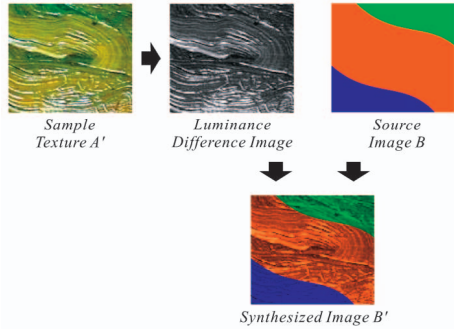 Sample
Texture A'
Luminance
Difference Image
Source
Image B
Synthesized Image B'